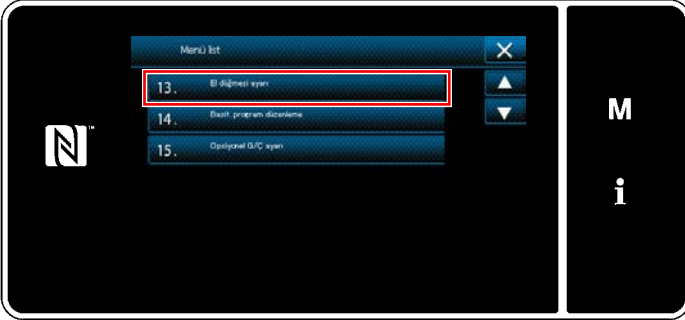 Menü list
13. El düğmesi ayarı
14. Basit program düzenleme
15. Opsiyonel G/Ç ayarı
M
i
N